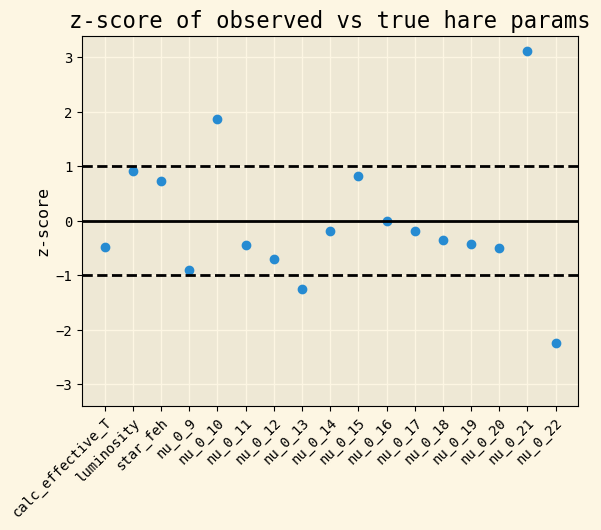 z-score of observed vs true hare params
z-score
3
2
1
0
−1
−2
−3
calc_effective_T
luminosity
star_feh
nu_0_9
nu_0_10
nu_0_11
nu_0_12
nu_0_13
nu_0_14
nu_0_15
nu_0_16
nu_0_17
nu_0_18
nu_0_19
nu_0_20
nu_0_21
nu_0_22